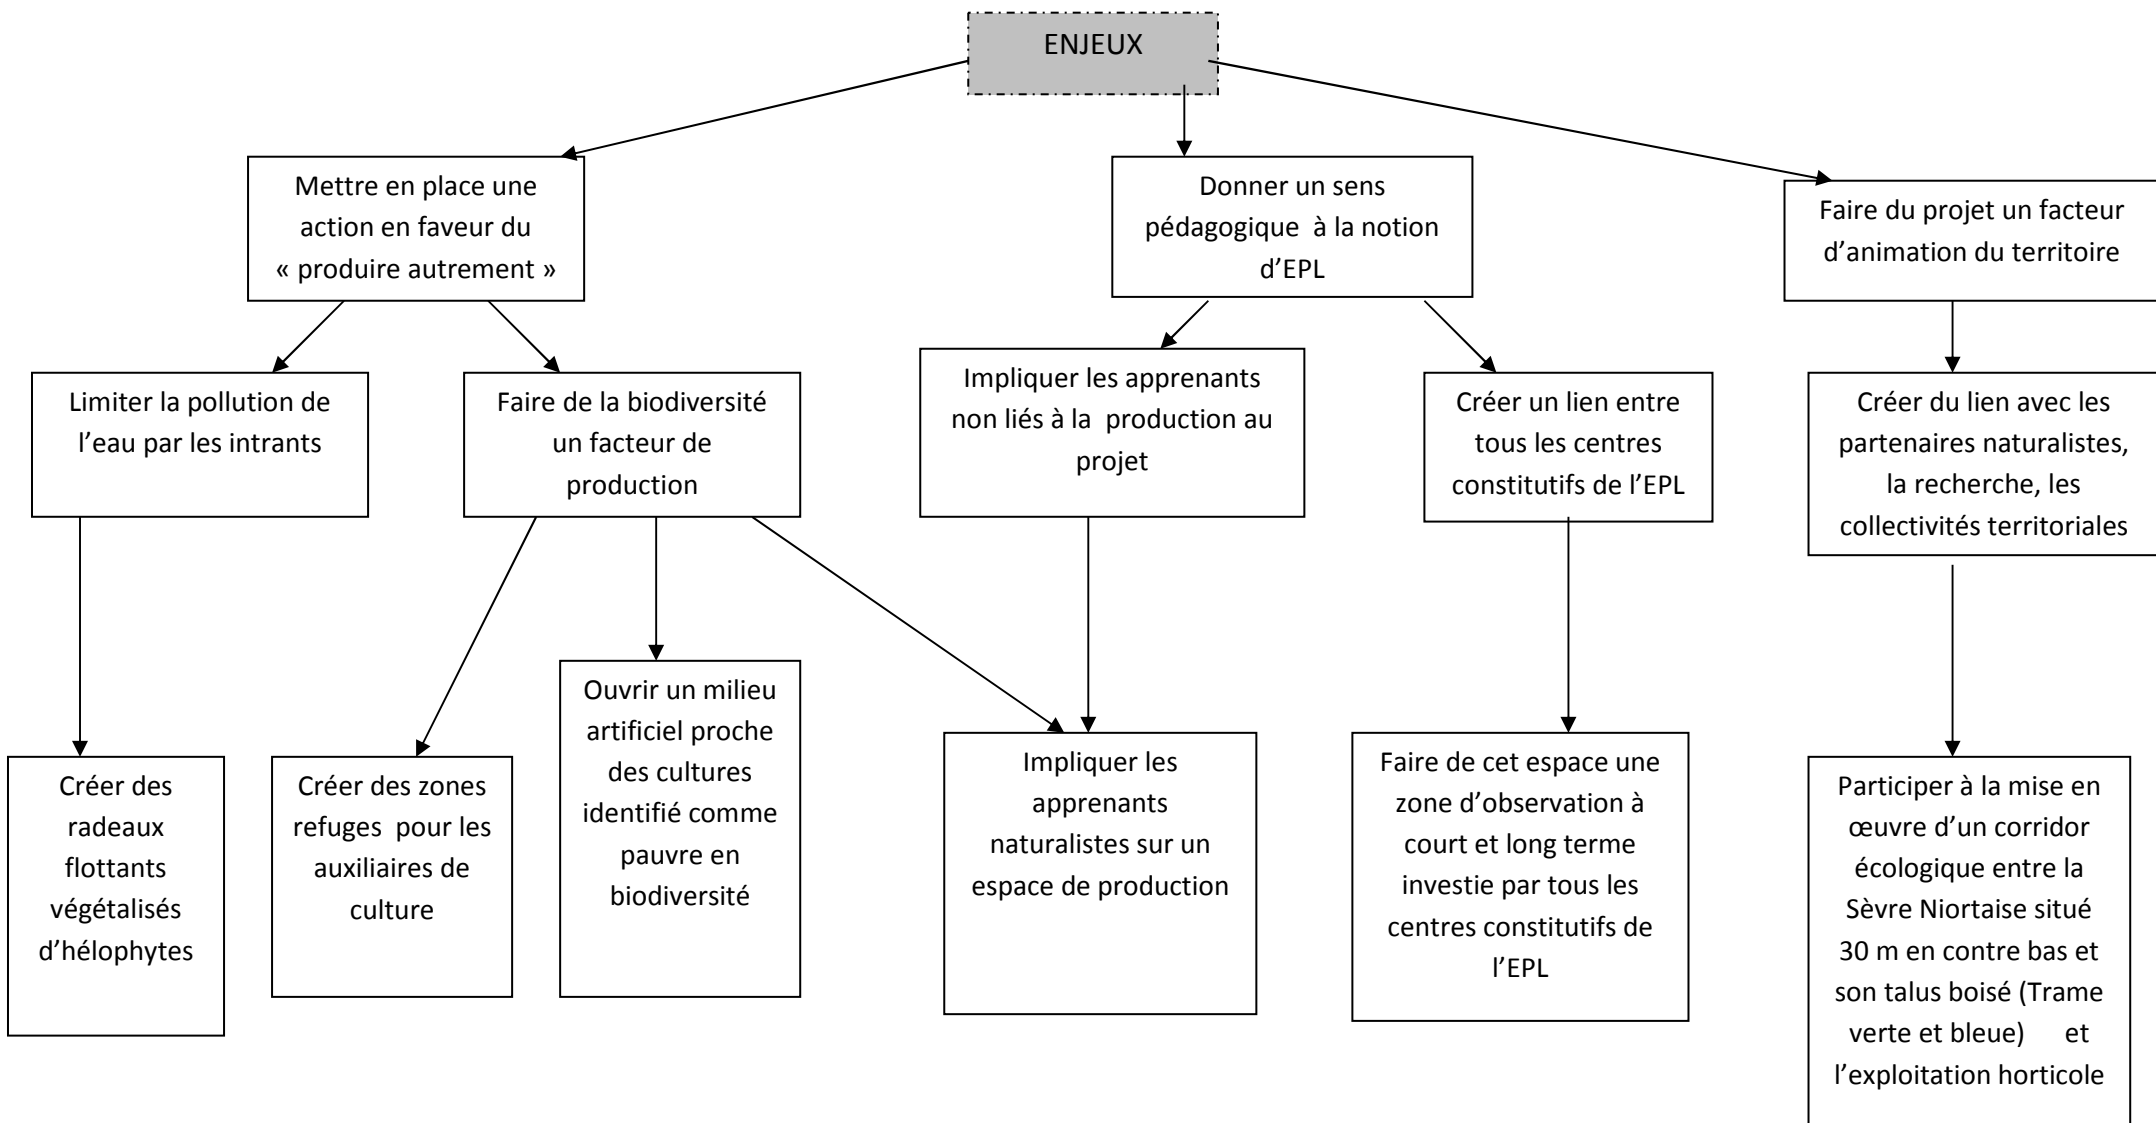 ENJEUX
Mettre en place une
action en faveur du
« produire autrement »
Donner un sens
pédagogique à la notion
d’EPL
Faire du projet un facteur
d’animation du territoire
Limiter la pollution de
l’eau par les intrants
Faire de la biodiversité
un facteur de
production
Impliquer les apprenants
non liés à la production au
projet
Créer un lien entre
tous les centres
constitutifs de l’EPL
Créer du lien avec les
partenaires naturalistes,
la recherche, les
collectivités territoriales
Créer des
radeaux
flottants
végétalisés
d’hélophytes
Créer des zones
refuges pour les
auxiliaires de
culture
Ouvrir un milieu
artificiel proche
des cultures
identifié comme
pauvre en
biodiversité
Impliquer les
apprenants
naturalistes sur un
espace de production
Faire de cet espace une
zone d’observation à
court et long terme
investie par tous les
centres constitutifs de
l’EPL
Participer à la mise en
œuvre d’un corridor
écologique entre la
Sèvre Niortaise situé
30 m en contre bas et
son talus boisé (Trame
verte et bleue) et
l’exploitation horticole